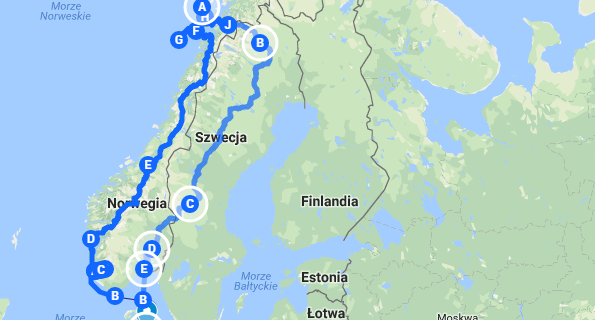 Morze
Norweskie
A
H
J
F
G
B
Szwecja
E
Norwegia
C
Finlandia
D
D
C
E
Estonia
Morze
Bałtyckie
B
B
Morze
Łotwa
Moskwa